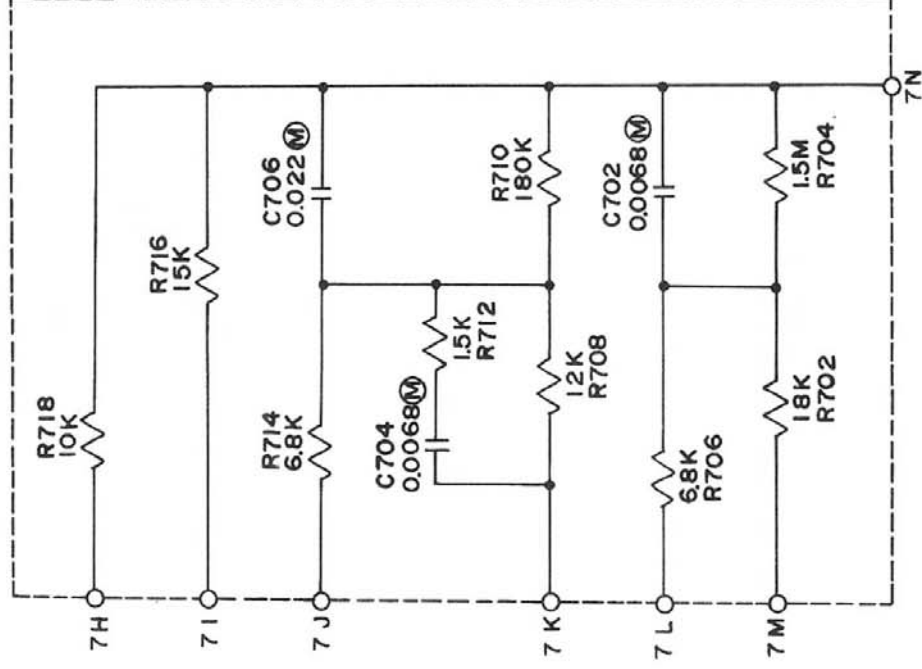 R718
10K
7H
R716
15K
7I
C706
0.022 Ⓜ
R714
6.8K
7J
C704
0.0068 Ⓜ
1.5K
R712
R710
180K
12K
R708
7K
C702
0.0068 Ⓜ
6.8K
R706
7L
1.5M
R704
18K
R702
7M
7N